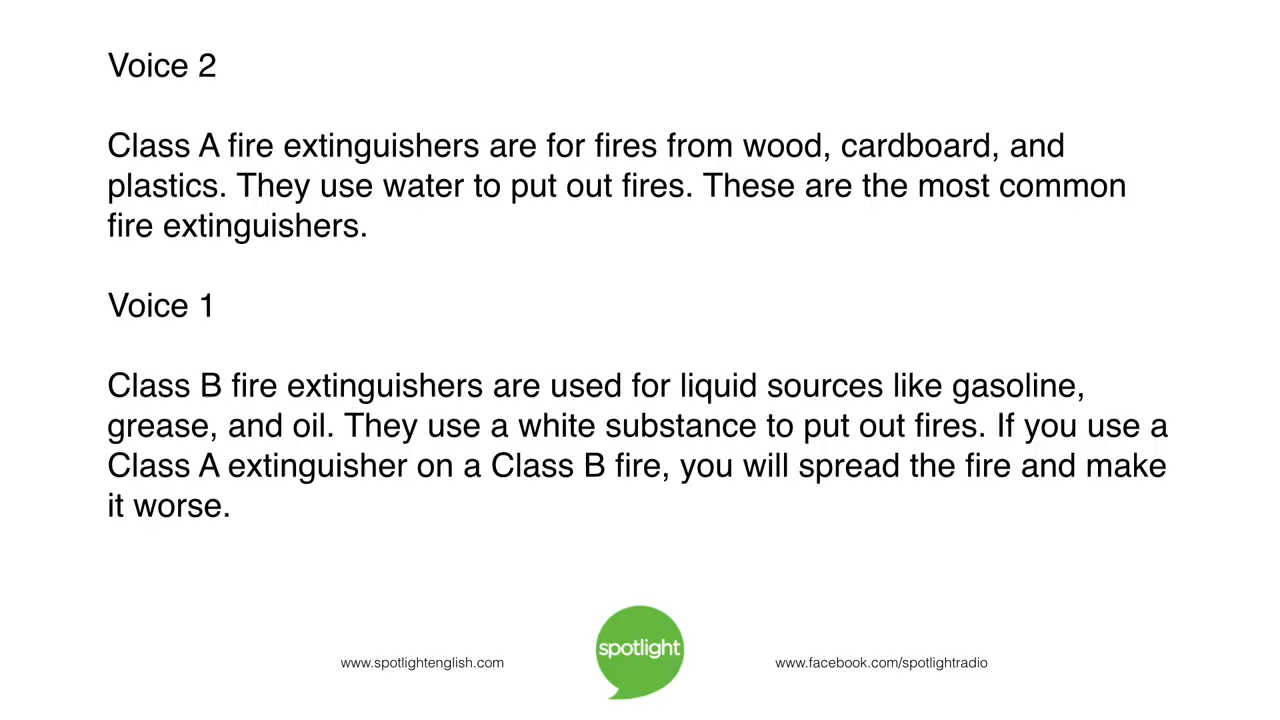 Voice 2
Class A fire extinguishers are for fires from wood, cardboard, and
plastics. They use water to put out fires. These are the most common
fire extinguishers.
Voice 1
Class B fire extinguishers are used for liquid sources like gasoline,
grease, and oil. They use a white substance to put out fires. If you use a
Class A extinguisher on a Class B fire, you will spread the fire and make
it worse.
www.spotlightenglish.com
spotlight
www.facebook.com/spotlightradio